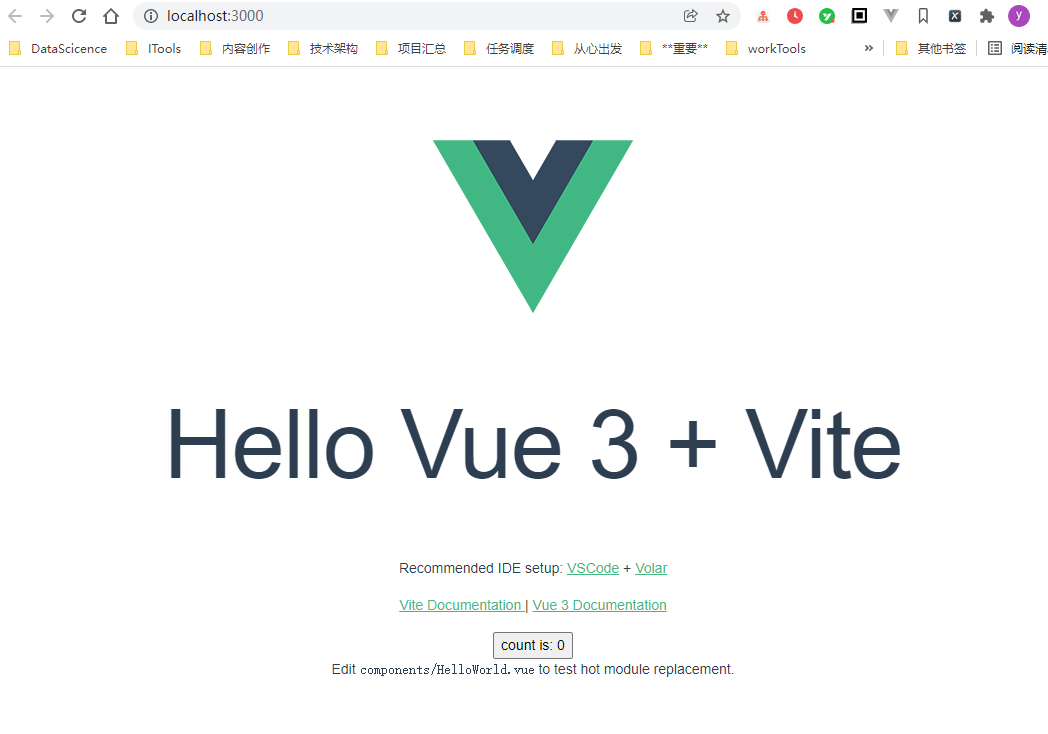 localhost:3000
y
DataScicence ITools 内容创作 技术架构 项目汇总 任务调度 从心出发 **重要** workTools » 其他书签 阅读清
Hello Vue 3 + Vite
Recommended IDE setup: VSCode + Volar
Vite Documentation | Vue 3 Documentation
count is: 0
Edit components/HelloWorld.vue to test hot module replacement.